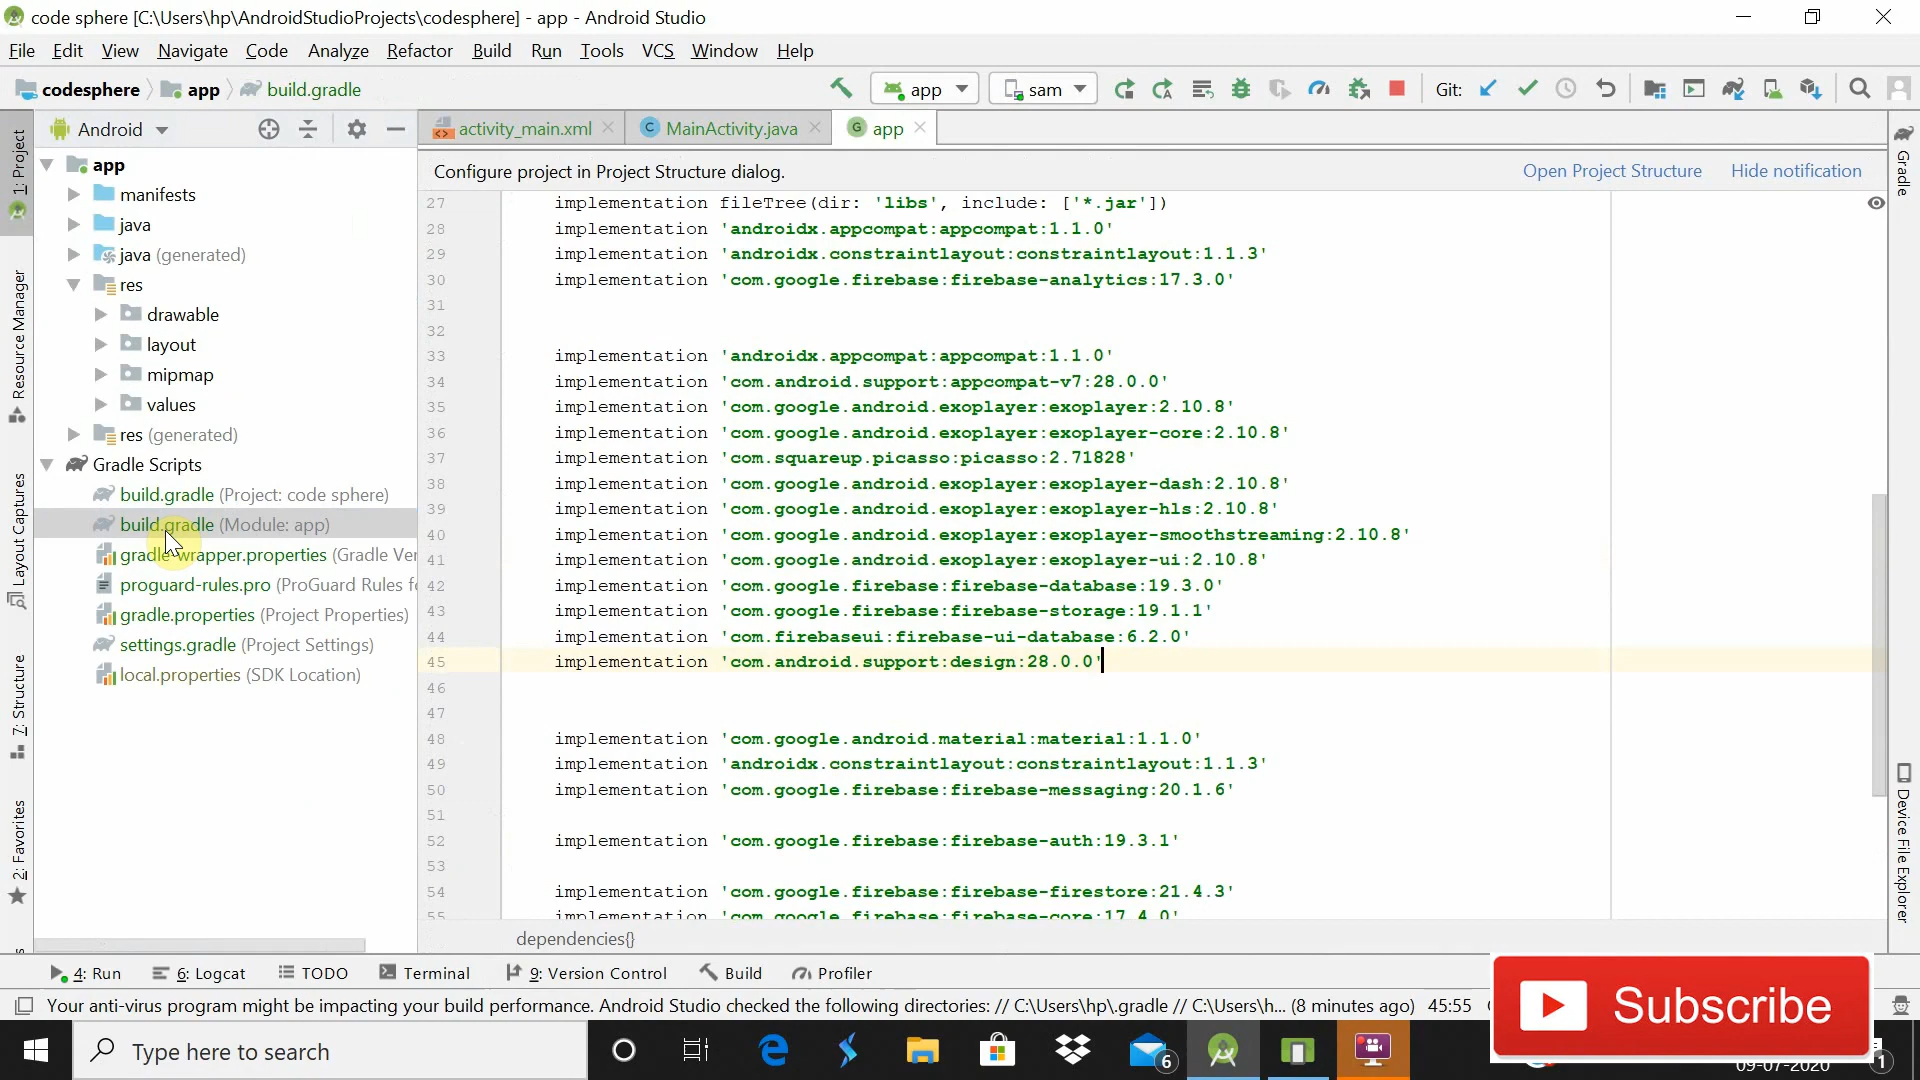 code sphere [C:\Users\hp\AndroidStudioProjects\codesphere] - app - Android Studio
File Edit View Navigate Code Analyze Refactor Build Run Tools VCS Window Help
codesphere app build.gradle
app sam Git:
Android
activity_main.xml MainActivity.java app
Configure project in Project Structure dialog. Open Project Structure Hide notification
1: Project
Resource Manager
Layout Captures
7: Structure
2: Favorites
app
manifests
java
java (generated)
res
drawable
layout
mipmap
values
res (generated)
Gradle Scripts
build.gradle (Project: code sphere)
build.gradle (Module: app)
gradle-wrapper.properties (Gradle Ver
proguard-rules.pro (ProGuard Rules f
gradle.properties (Project Properties)
settings.gradle (Project Settings)
local.properties (SDK Location)
27 implementation fileTree(dir: 'libs', include: ['*.jar'])
28 implementation 'androidx.appcompat:appcompat:1.1.0'
29 implementation 'androidx.constraintlayout:constraintlayout:1.1.3'
30 implementation 'com.google.firebase:firebase-analytics:17.3.0'
31
32
33 implementation 'androidx.appcompat:appcompat:1.1.0'
34 implementation 'com.android.support:appcompat-v7:28.0.0'
35 implementation 'com.google.android.exoplayer:exoplayer:2.10.8'
36 implementation 'com.google.android.exoplayer:exoplayer-core:2.10.8'
37 implementation 'com.squareup.picasso:picasso:2.71828'
38 implementation 'com.google.android.exoplayer:exoplayer-dash:2.10.8'
39 implementation 'com.google.android.exoplayer:exoplayer-hls:2.10.8'
40 implementation 'com.google.android.exoplayer:exoplayer-smoothstreaming:2.10.8'
41 implementation 'com.google.android.exoplayer:exoplayer-ui:2.10.8'
42 implementation 'com.google.firebase:firebase-database:19.3.0'
43 implementation 'com.google.firebase:firebase-storage:19.1.1'
44 implementation 'com.firebaseui:firebase-ui-database:6.2.0'
45 implementation 'com.android.support:design:28.0.0'
46
47
48 implementation 'com.google.android.material:material:1.1.0'
49 implementation 'androidx.constraintlayout:constraintlayout:1.1.3'
50 implementation 'com.google.firebase:firebase-messaging:20.1.6'
51
52 implementation 'com.google.firebase:firebase-auth:19.3.1'
53
54 implementation 'com.google.firebase:firebase-firestore:21.4.3'
55 implementation 'com.google.firebase:firebase-core:17.4.0'
dependencies{}
Gradle
Device File Explorer
4: Run 6: Logcat TODO Terminal 9: Version Control Build Profiler
Your anti-virus program might be impacting your build performance. Android Studio checked the following directories: // C:\Users\hp\.gradle // C:\Users\h... (8 minutes ago) 45:55
Subscribe
Type here to search
6
09-07-2020
1